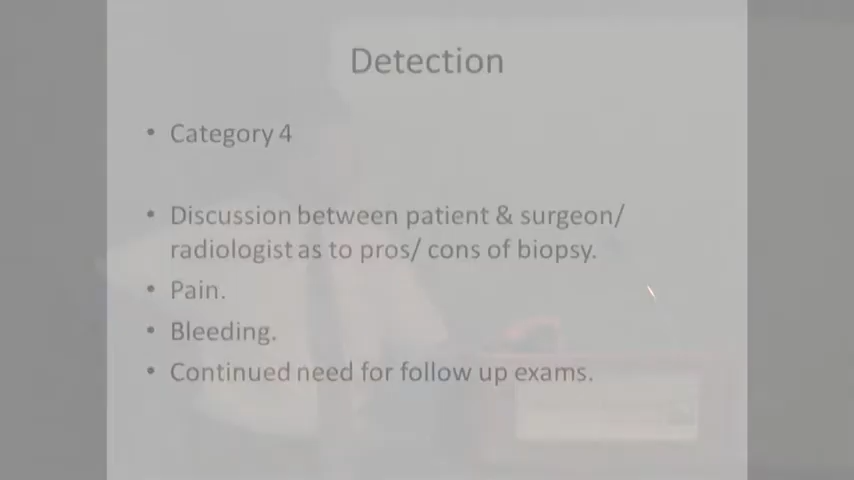 Detection
• Category 4
• Discussion between patient & surgeon/
radiologist as to pros/ cons of biopsy.
• Pain.
• Bleeding.
• Continued need for follow up exams.